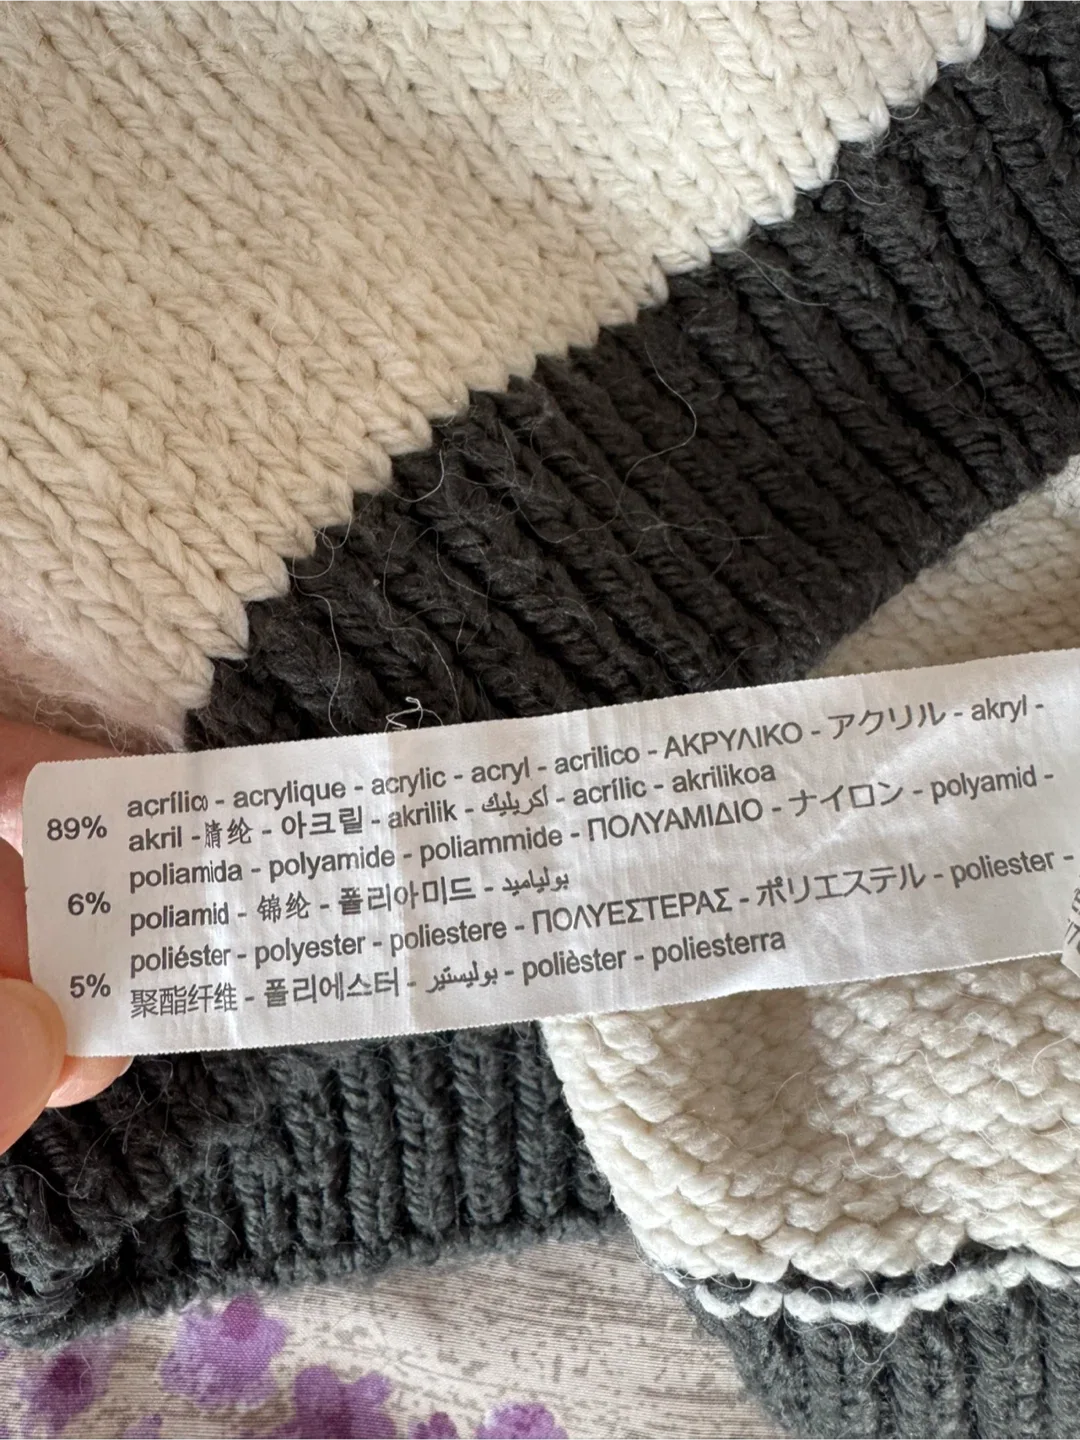 89% acrílico - acrylique - acrylic - acryl - acrilico - ΑΚΡΥΛΙΚΟ - アクリル - akryl -
akril - 腈纶 - 아크릴 - akrilik - أكريليك - acrílic - akrilikoa
6% poliamida - polyamide - poliammide - ΠΟΛΥΑΜΙΔΙΟ - ナイロン - polyamid -
poliamid - 锦纶 - 폴리아미드 - بولياميد
5% poliéster - polyester - poliestere - ΠΟΛΥΕΣΤΕΡΑΣ - ポリエステル - poliester -
聚酯纤维 - 폴리에스터 - بوليستير - polièster - poliesterra